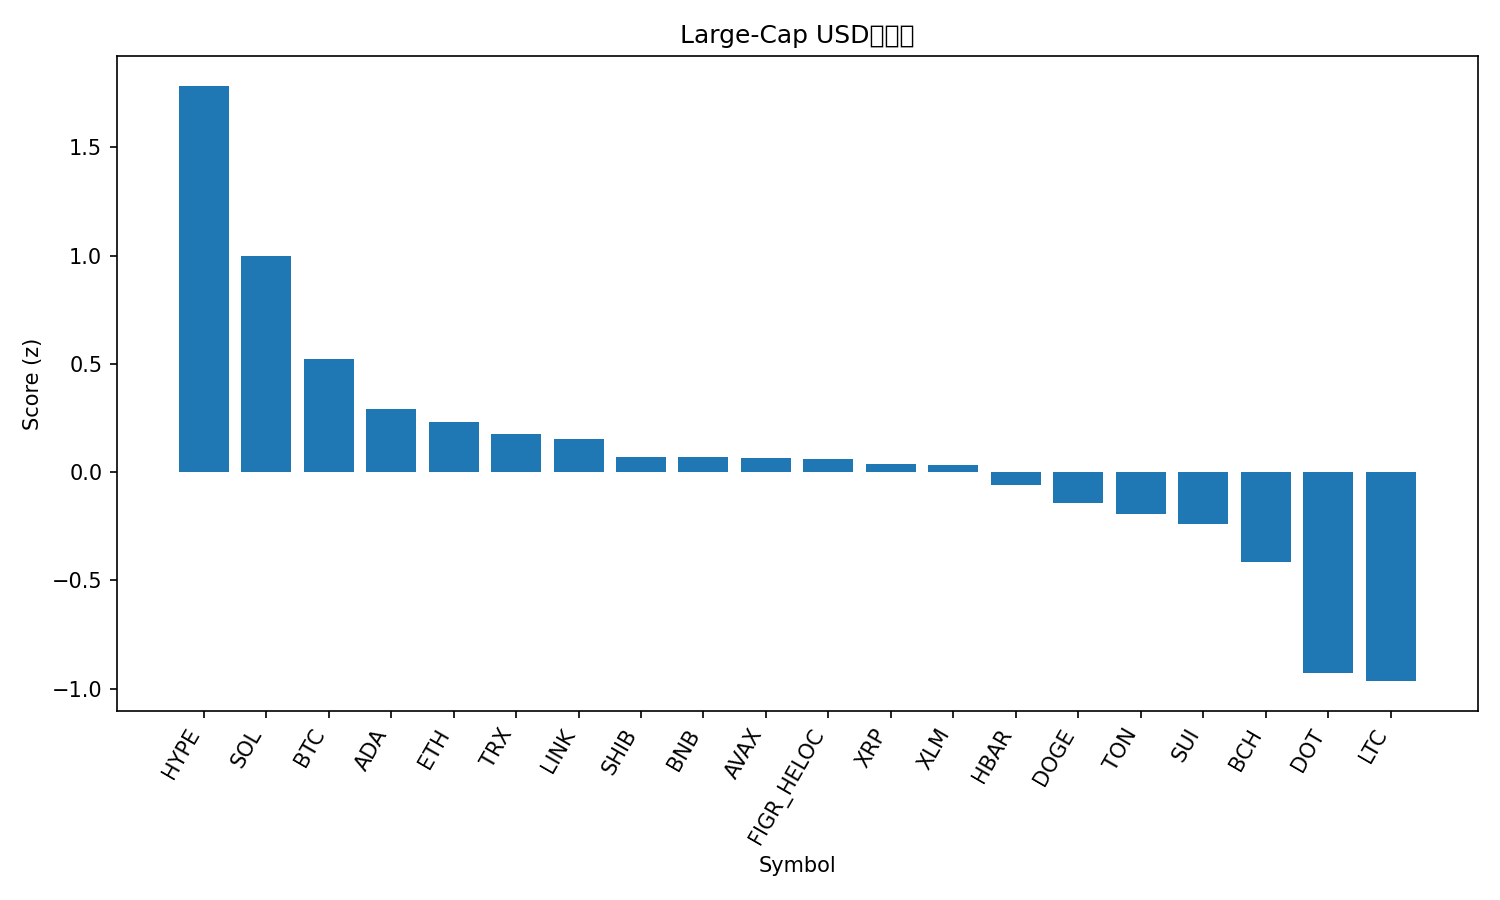 Large-Cap USD
Score (z)
1.5
1.0
0.5
0.0
−0.5
−1.0
HYPE
SOL
BTC
ADA
ETH
TRX
LINK
SHIB
BNB
AVAX
FIGR_HELOC
XRP
XLM
HBAR
DOGE
TON
SUI
BCH
DOT
LTC
Symbol